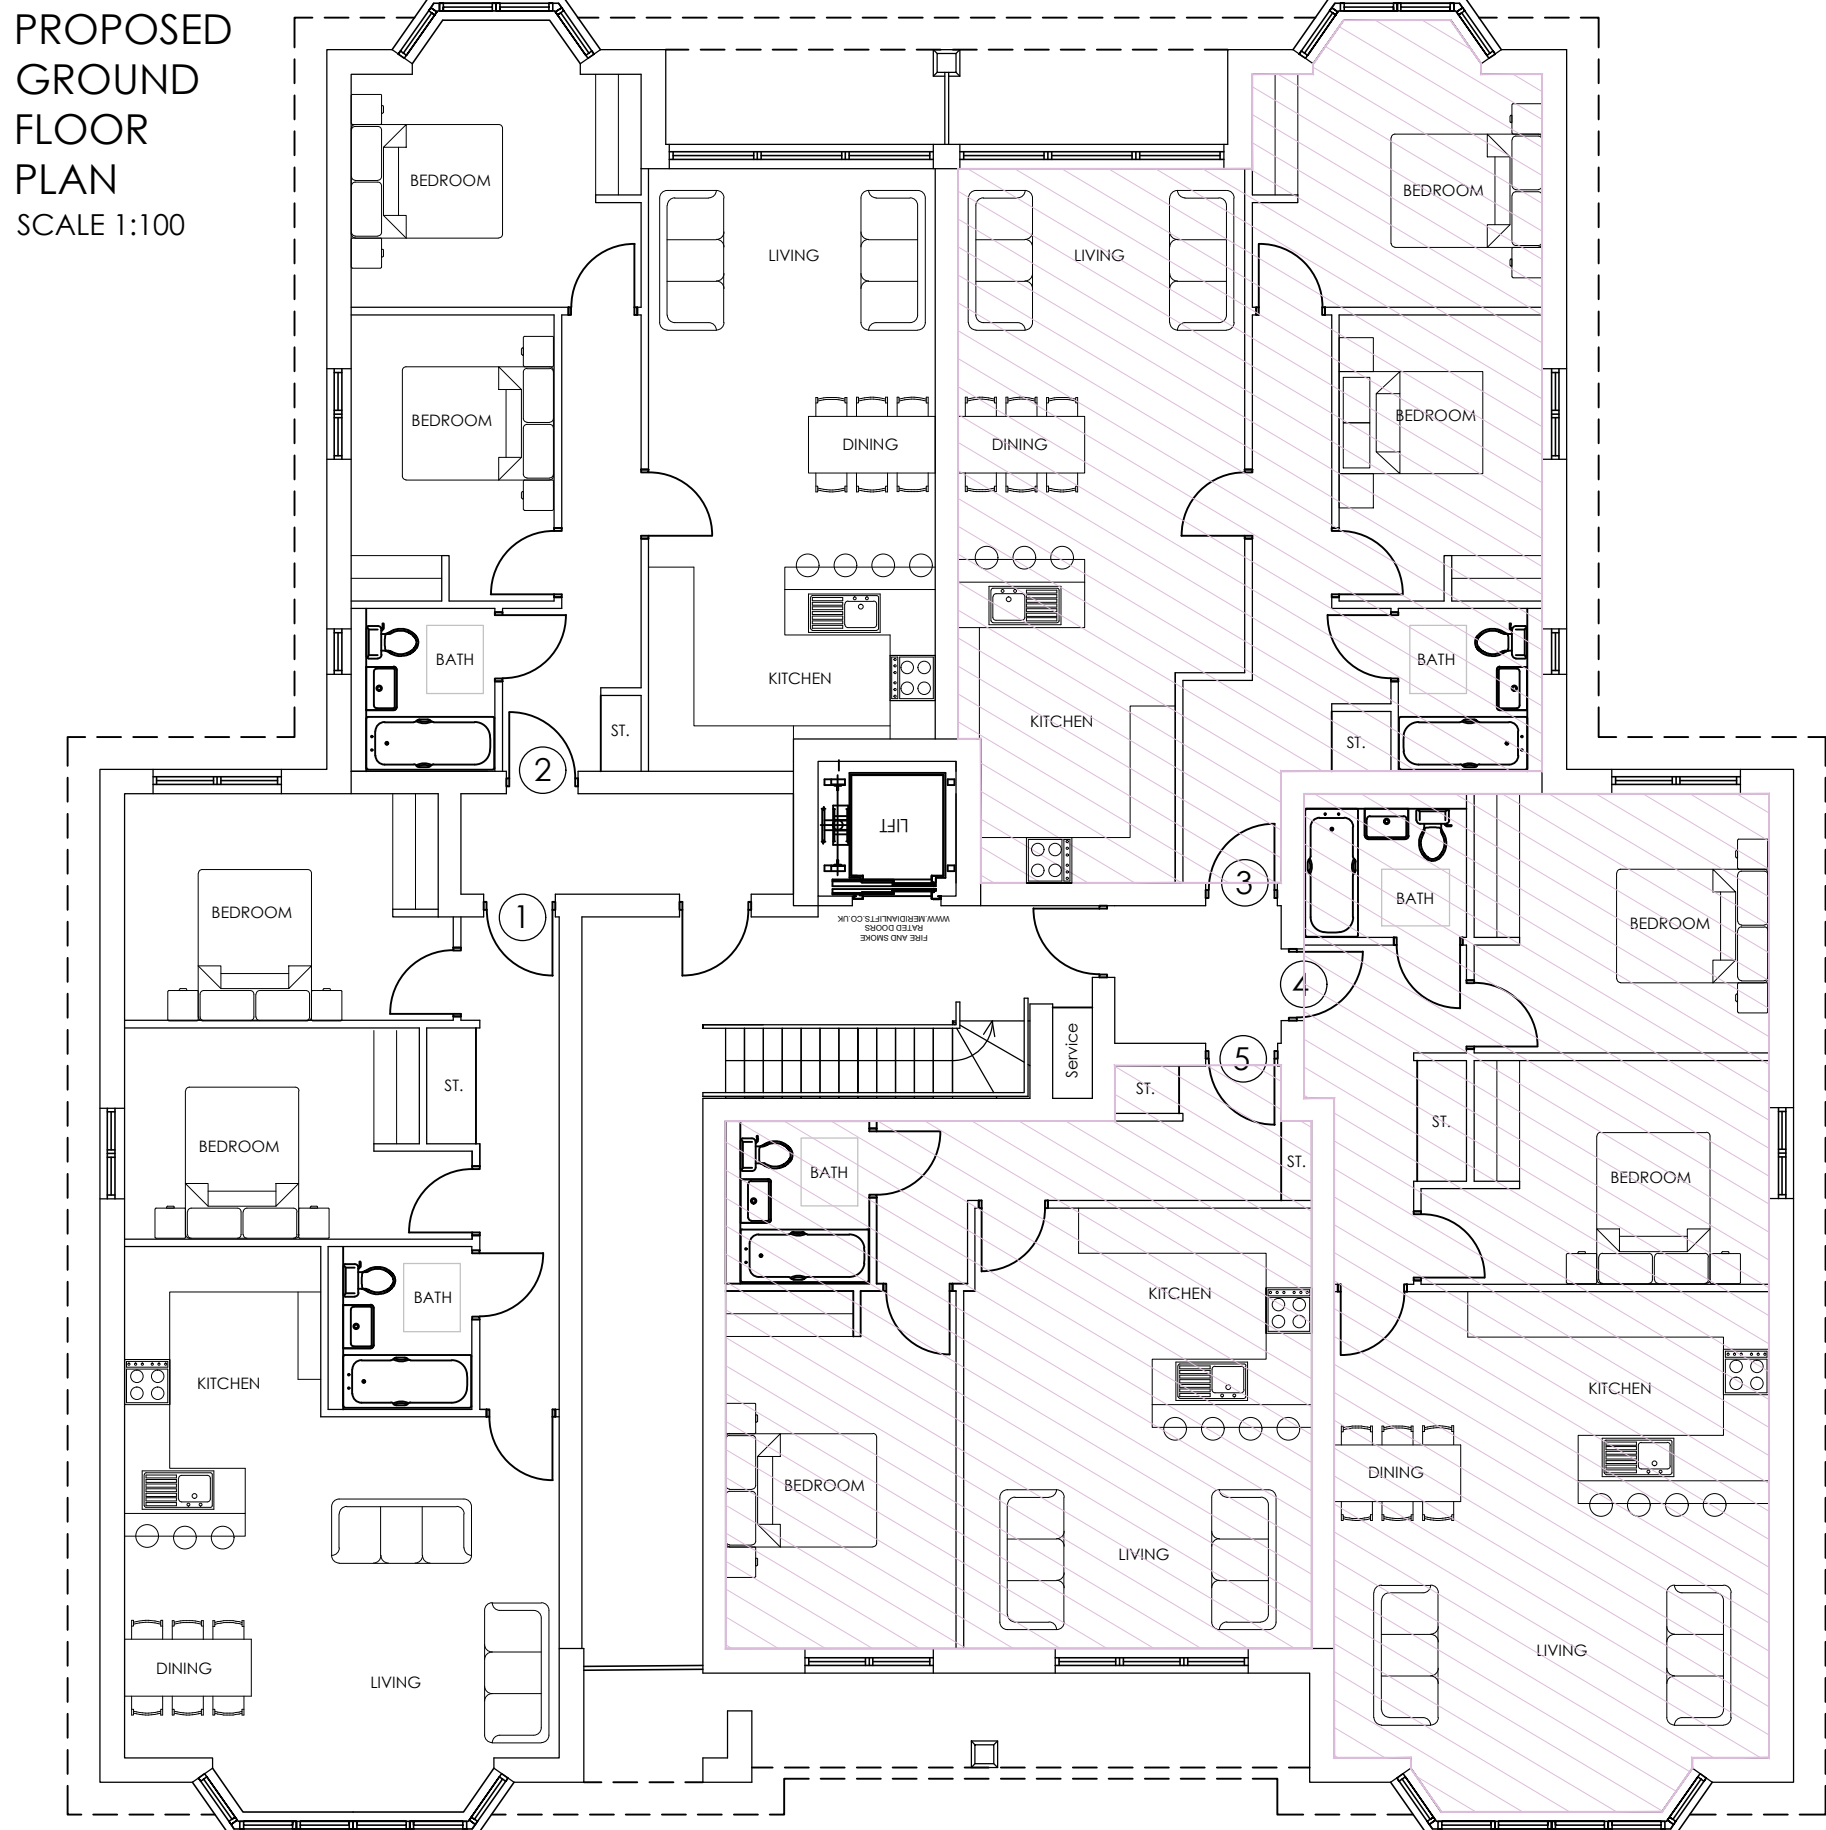 PROPOSED
GROUND
FLOOR
PLAN
SCALE 1:100
BEDROOM
LIVING
LIVING
BEDROOM
BEDROOM
DINING
DINING
BEDROOM
BATH
KITCHEN
ST.
2
KITCHEN
ST.
BATH
LIFT
FIRE AND SMOKE
RATED DOORS
WWW.MERIDIANLIFTS.CO.UK
BEDROOM
1
3
BATH
BEDROOM
4
5
Service
ST.
BEDROOM
ST.
BATH
ST.
ST.
BEDROOM
BATH
KITCHEN
KITCHEN
KITCHEN
DINING
BEDROOM
LIVING
DINING
LIVING
LIVING